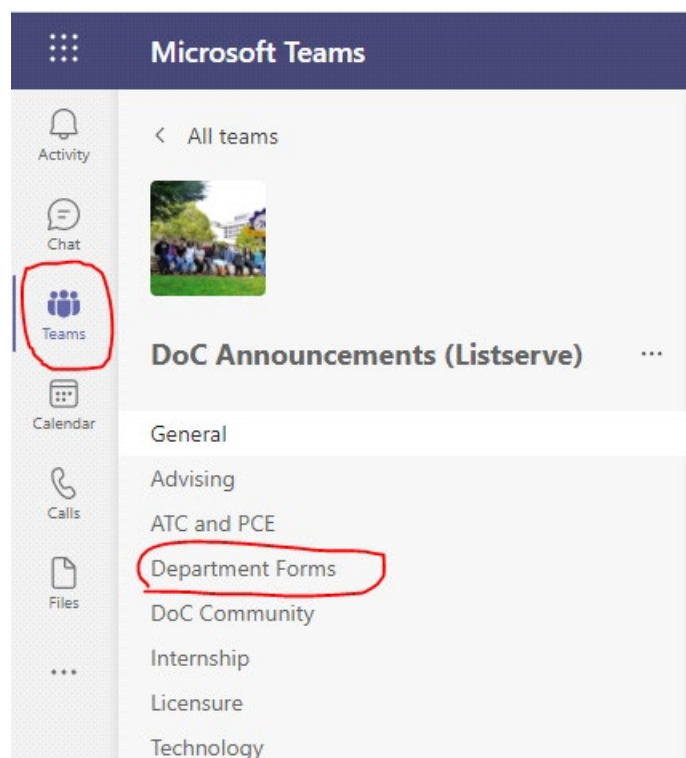 Microsoft Teams
Activity
Chat
Teams
Calendar
Calls
Files
All teams
DoC Announcements (Listserve)
General
Advising
ATC and PCE
Department Forms
DoC Community
Internship
Licensure
Technology